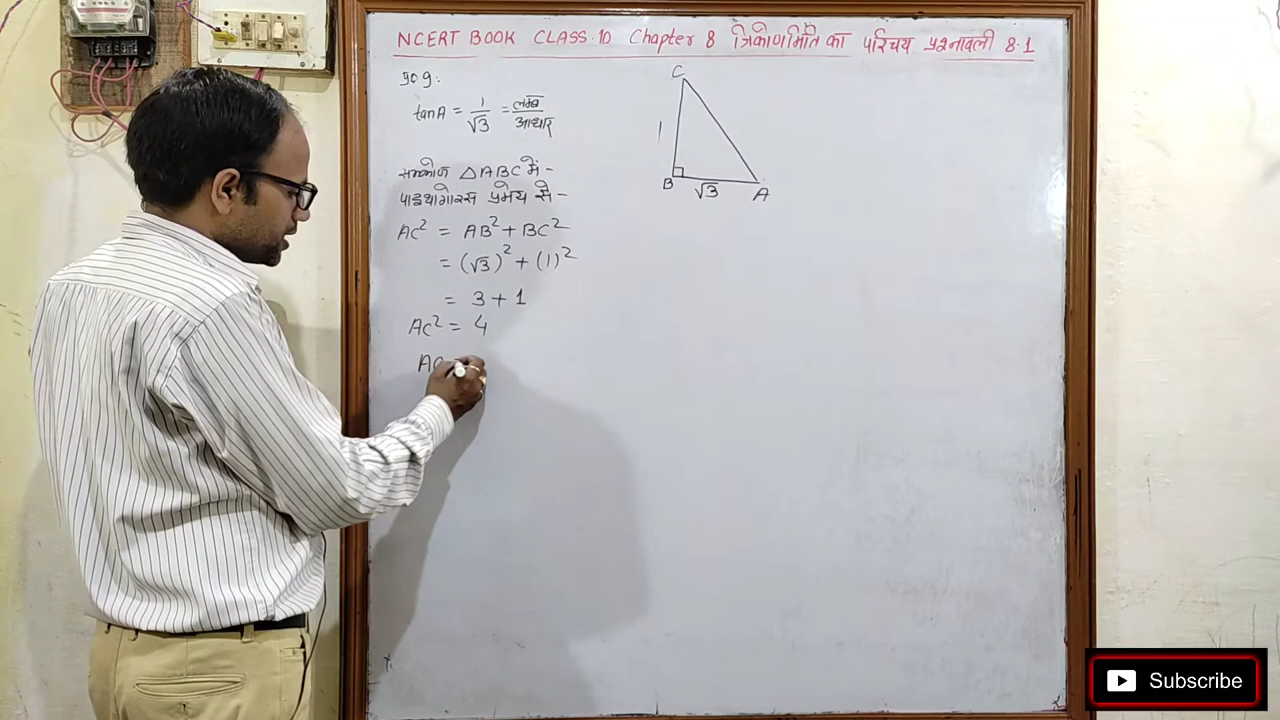 NCERT BOOK CLASS 10 Chapter 8 त्रिकोणमिति का परिचय प्रश्नावली 8.1
प्र० 9.
tanA = 1/√3 = लम्ब/आधार
समकोण △ABC में -
पाइथागोरस प्रमेय से -
AC² = AB² + BC²
= (√3)² + (1)²
= 3 + 1
AC² = 4
AC
C
1
B √3 A
Subscribe